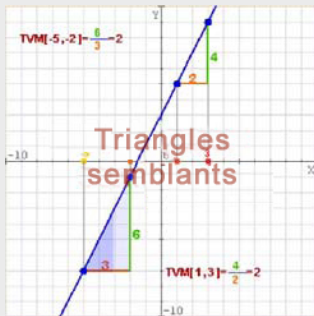 Y
TVM[-5,-2]=6/3=2
4
2
Triangles
-10
X
semblants
6
3
TVM[1,3]=4/2=2
-10